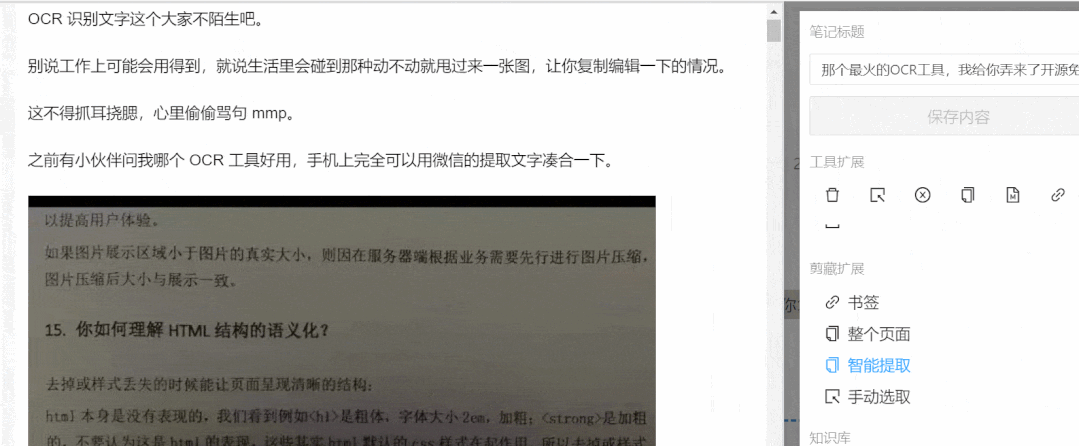 OCR 识别文字这个大家不陌生吧。
别说工作上可能会用得到，就说生活里会碰到那种动不动就甩过来一张图，让你复制编辑一下的情况。
这不得抓耳挠腮，心里偷偷骂句 mmp。
之前有小伙伴问我哪个 OCR 工具好用，手机上完全可以用微信的提取文字凑合一下。
以提高用户体验。
如果图片展示区域小于图片的真实大小，则因在服务器端根据业务需要先行进行图片压缩，
图片压缩后大小与展示一致。
15. 你如何理解 HTML 结构的语义化？
去掉或样式丢失的时候能让页面呈现清晰的结构：
html 本身是没有表现的，我们看到例如<h1>是粗体，字体大小 2em，加粗；<strong>是加粗
的，不要认为这是 html 的表现，这些其实 html 默认的 css 样式在起作用，所以去掉或样式
笔记标题
那个最火的OCR工具，我给你弄来了开源免
保存内容
工具扩展
剪藏扩展
书签
整个页面
智能提取
手动选取
知识库